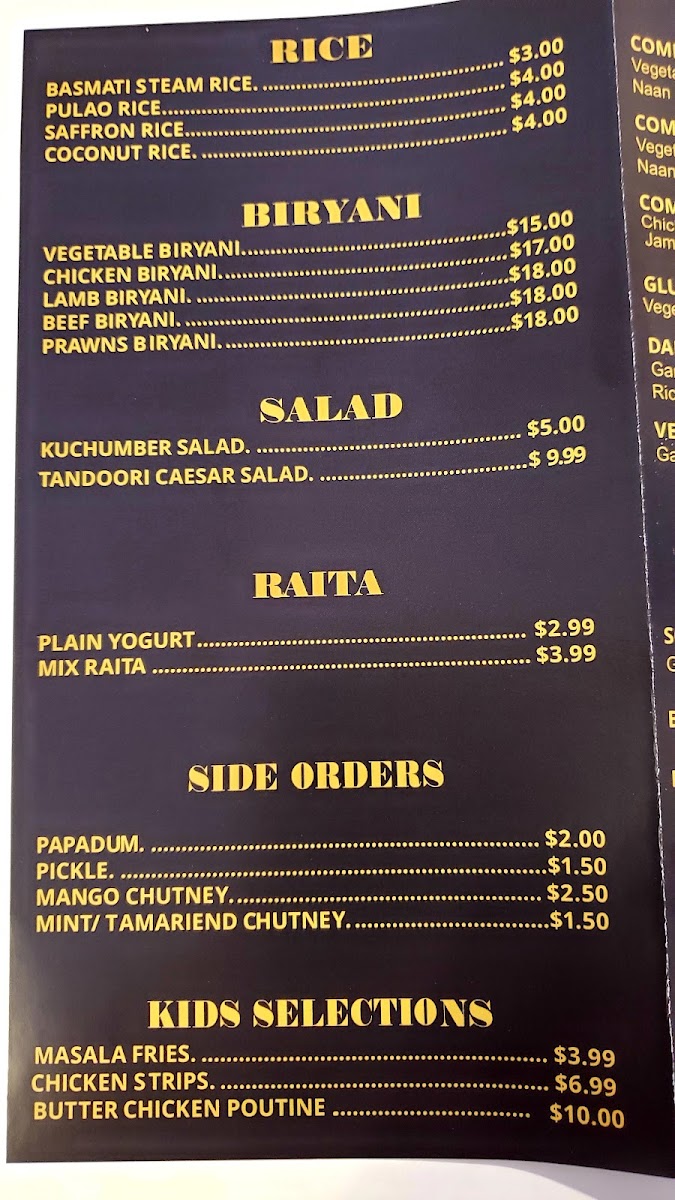 RICE
BASMATI STEAM RICE. ........ $3.00
PULAO RICE........ $4.00
SAFFRON RICE........ $4.00
COCONUT RICE. ........ $4.00
BIRYANI
VEGETABLE BIRYANI........$15.00
CHICKEN BIRYANI.........$17.00
LAMB BIRYANI. ........$18.00
BEEF BIRYANI. ........$18.00
PRAWNS BIRYANI.........$18.00
SALAD
KUCHUMBER SALAD. ........ $5.00
TANDOORI CAESAR SALAD. ........$ 9.99
RAITA
PLAIN YOGURT........ $2.99
MIX RAITA ........ $3.99
SIDE ORDERS
PAPADUM. ........ $2.00
PICKLE. ........$1.50
MANGO CHUTNEY......... $2.50
MINT/ TAMARIEND CHUTNEY.........$1.50
KIDS SELECTIONS
MASALA FRIES. ........ $3.99
CHICKEN STRIPS. ........ $6.99
BUTTER CHICKEN POUTINE ........ $10.00
Naan
Naan